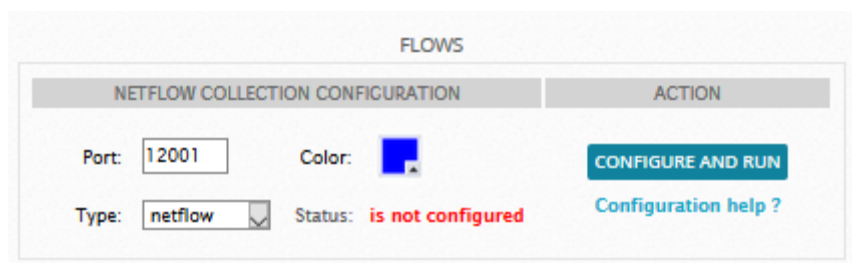 FLOWS
NETFLOW COLLECTION CONFIGURATION ACTION
Port: 12001 Color: CONFIGURE AND RUN
Type: netflow Status: is not configured Configuration help ?